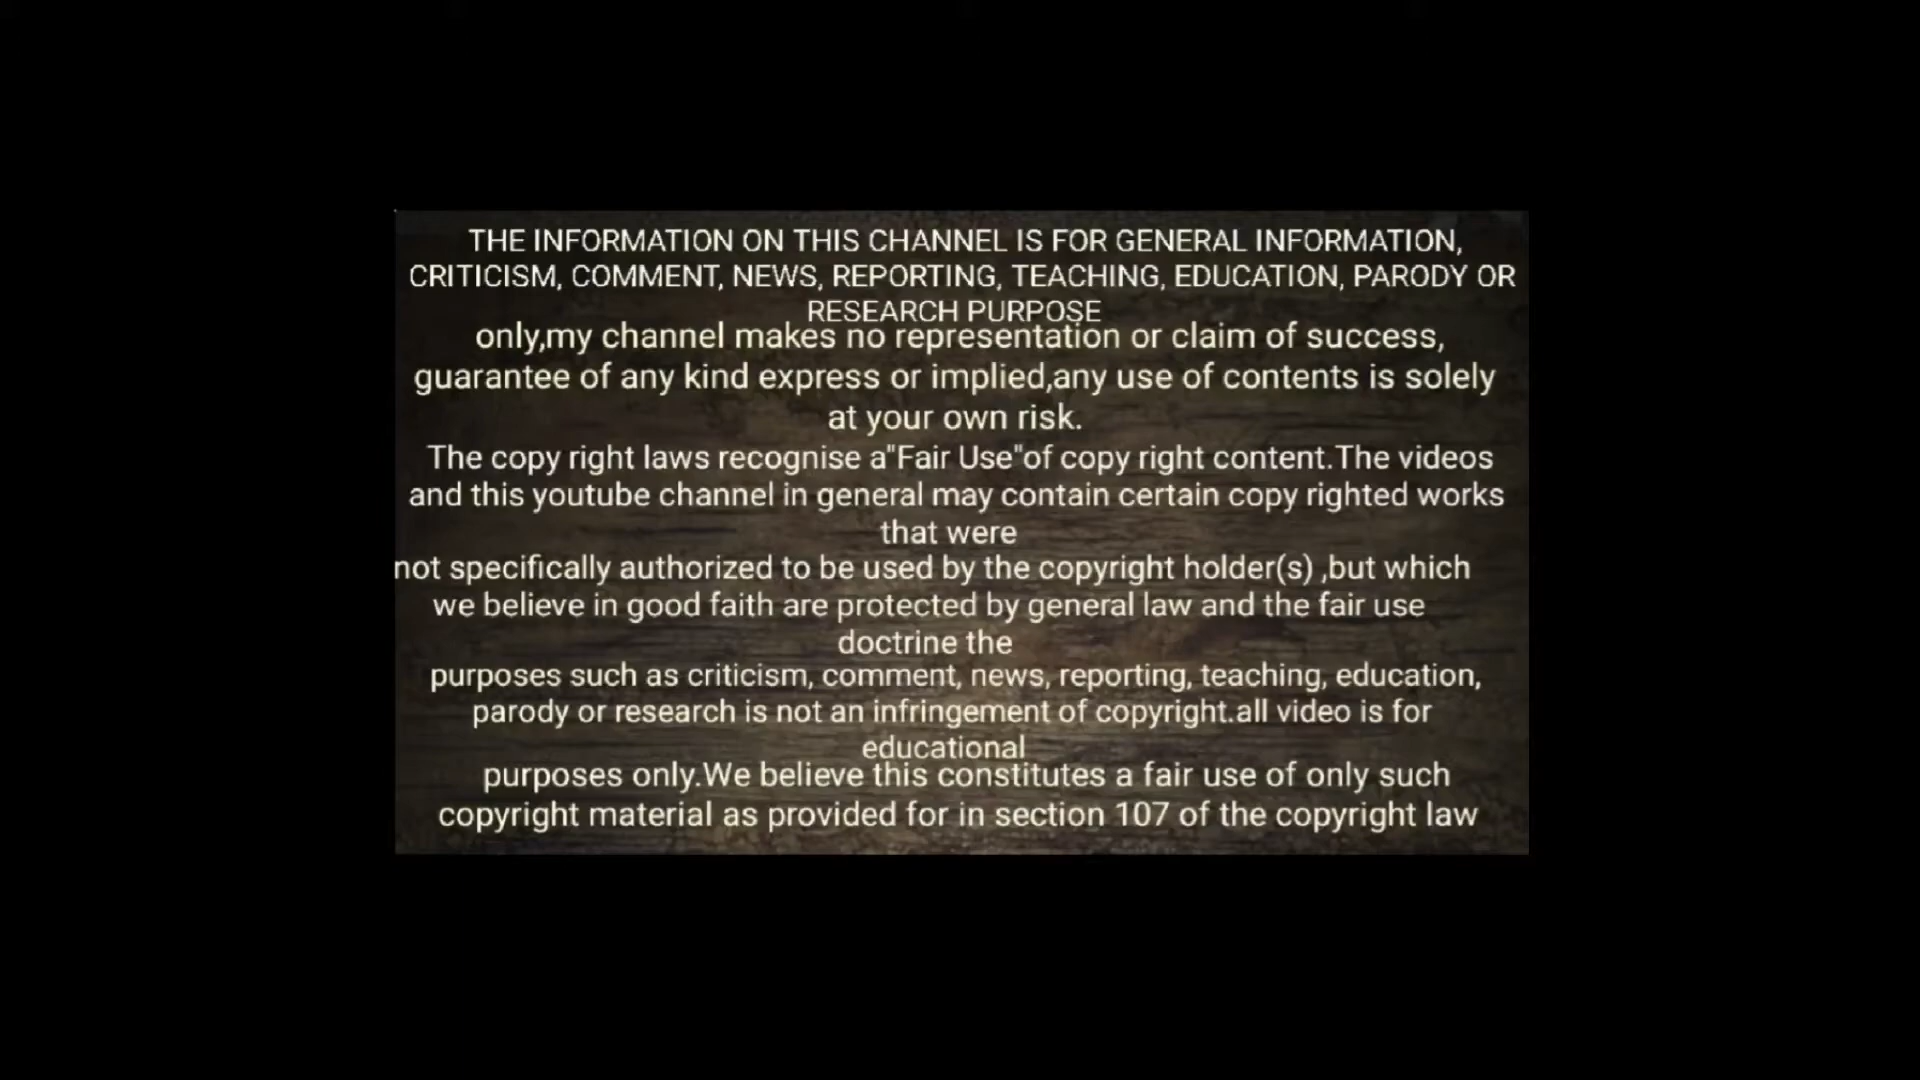 THE INFORMATION ON THIS CHANNEL IS FOR GENERAL INFORMATION,
CRITICISM, COMMENT, NEWS, REPORTING, TEACHING, EDUCATION, PARODY OR
RESEARCH PURPOSE
only,my channel makes no representation or claim of success,
guarantee of any kind express or implied,any use of contents is solely
at your own risk.
The copy right laws recognise a"Fair Use"of copy right content.The videos
and this youtube channel in general may contain certain copy righted works
that were
not specifically authorized to be used by the copyright holder(s) ,but which
we believe in good faith are protected by general law and the fair use
doctrine the
purposes such as criticism, comment, news, reporting, teaching, education,
parody or research is not an infringement of copyright.all video is for
educational
purposes only.We believe this constitutes a fair use of only such
copyright material as provided for in section 107 of the copyright law